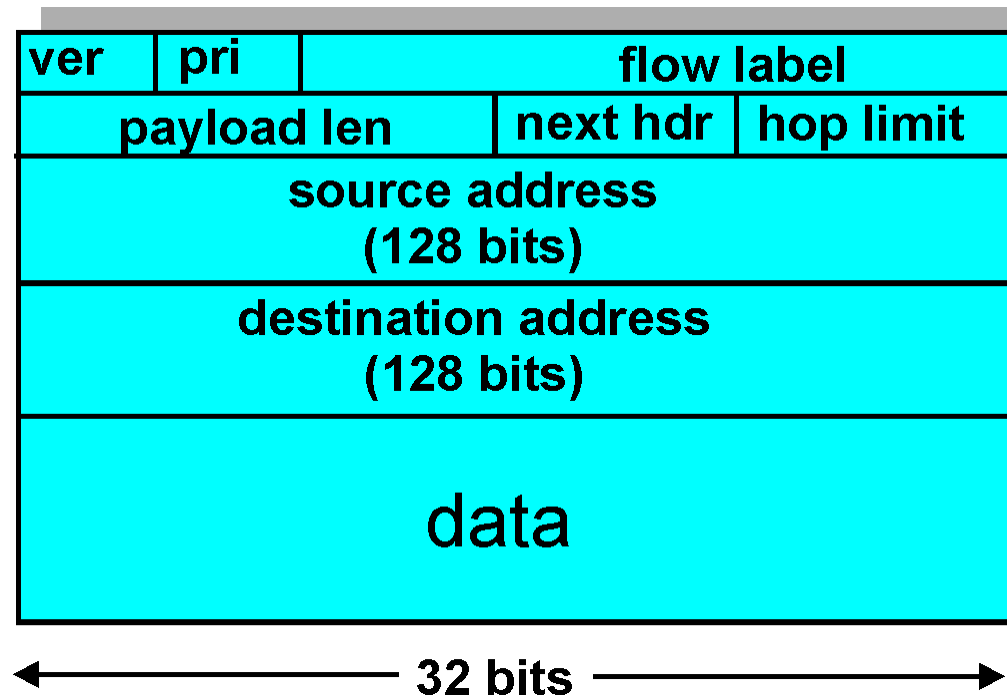 ver pri flow label
payload len next hdr hop limit
source address
(128 bits)
destination address
(128 bits)
data
32 bits